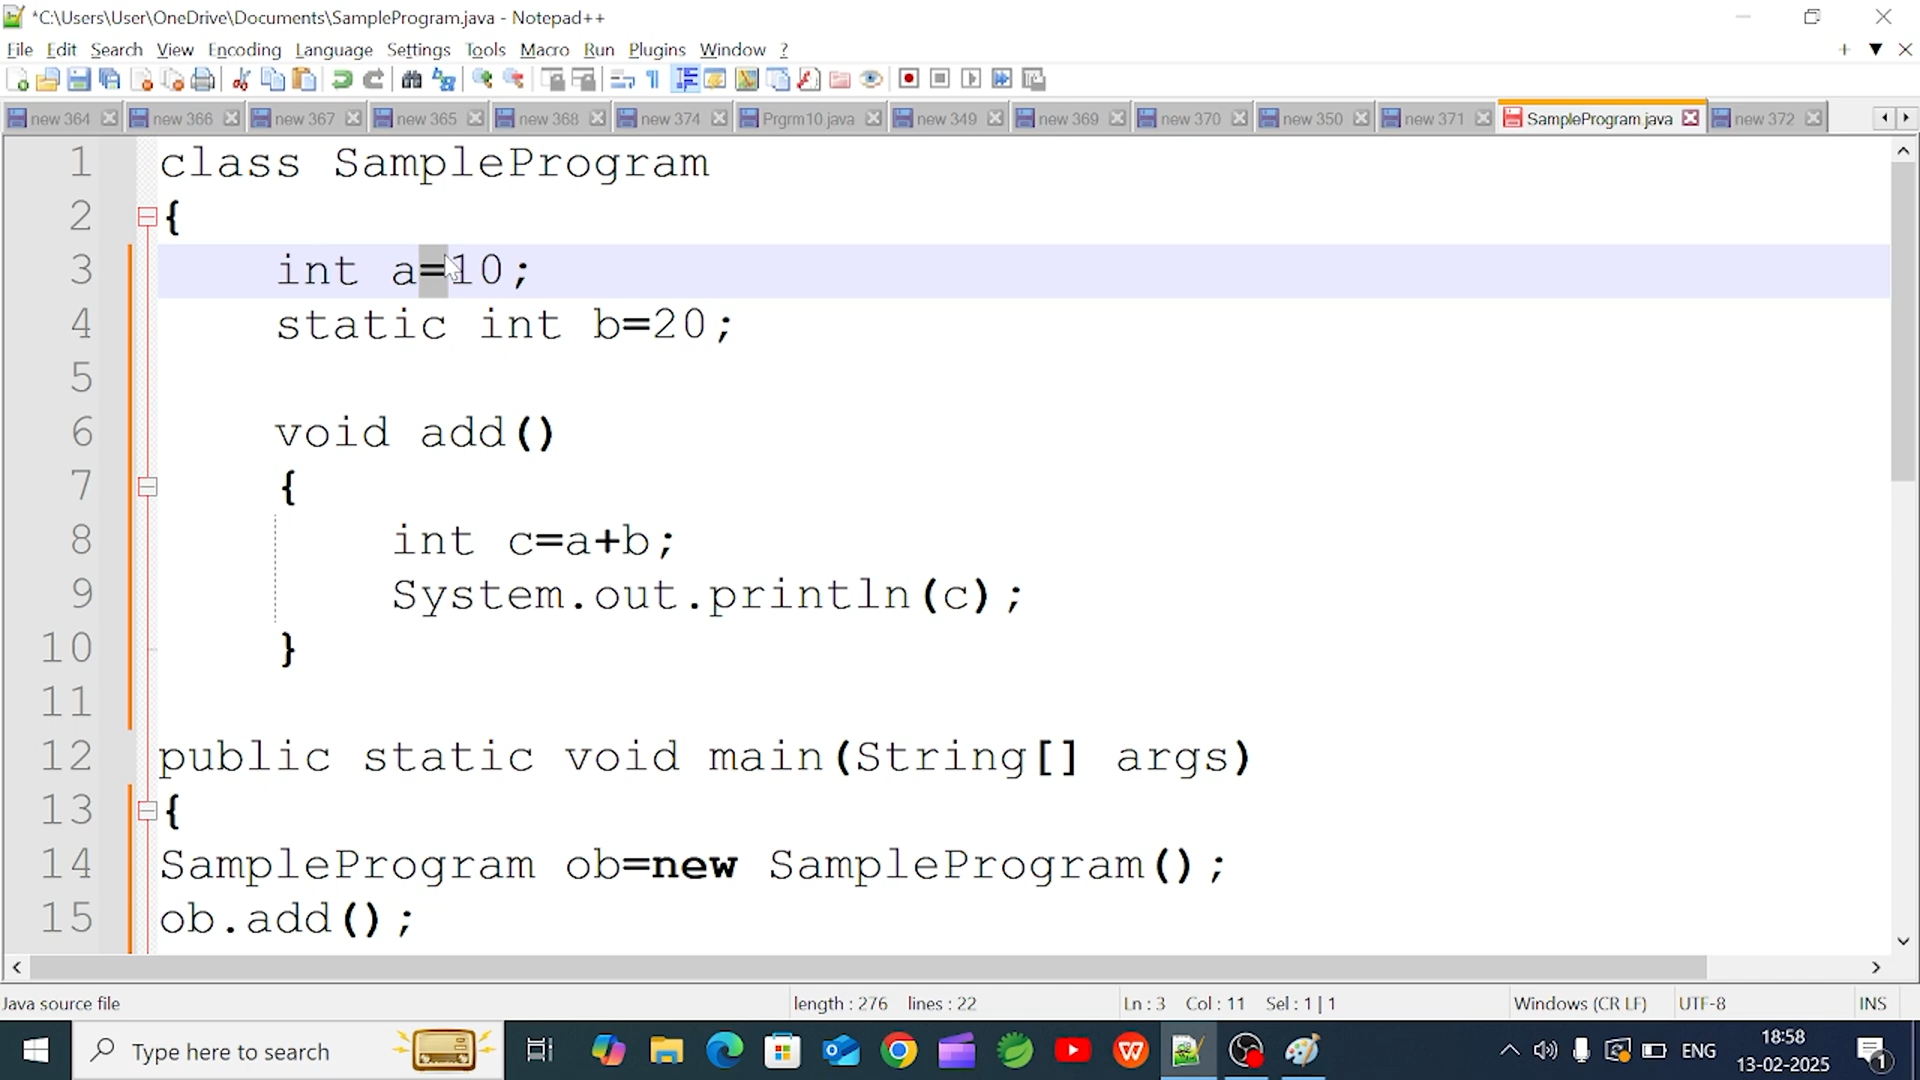 *C:\Users\User\OneDrive\Documents\SampleProgram.java - Notepad++
File Edit Search View Encoding Language Settings Tools Macro Run Plugins Window ?
new 364 new 366 new 367 new 365 new 368 new 374 Prgrm10.java new 349 new 369 new 370 new 350 new 371 SampleProgram.java new 372
1 class SampleProgram
2 {
3 int a=10;
4 static int b=20;
5
6 void add()
7 {
8 int c=a+b;
9 System.out.println(c);
10 }
11
12 public static void main(String[] args)
13 {
14 SampleProgram ob=new SampleProgram();
15 ob.add();
Java source file length : 276 lines : 22 Ln : 3 Col : 11 Sel : 1 | 1 Windows (CR LF) UTF-8 INS
Type here to search ENG 18:58
13-02-2025 1